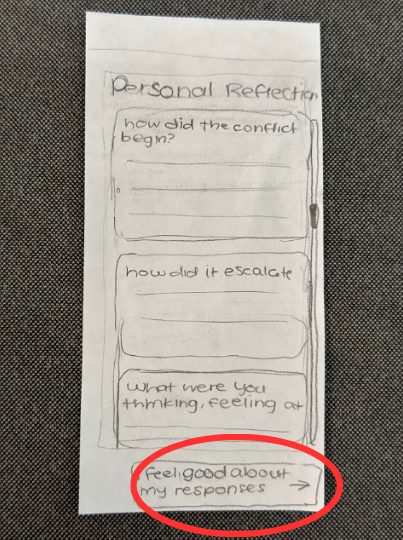 Personal Reflection
how did the conflict
begin?
how did it escalate
What were you
thinking, feeling at
feel good about
my responses →